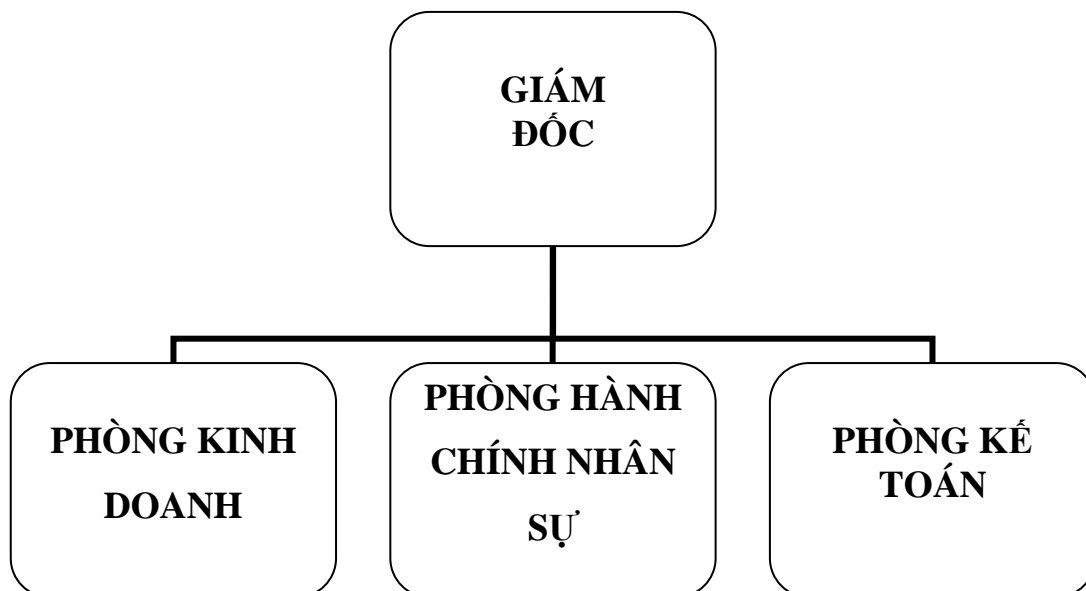 GIÁM
ĐỐC
PHÒNG KINH
DOANH
PHÒNG HÀNH
CHÍNH NHÂN
SỰ
PHÒNG KẾ
TOÁN